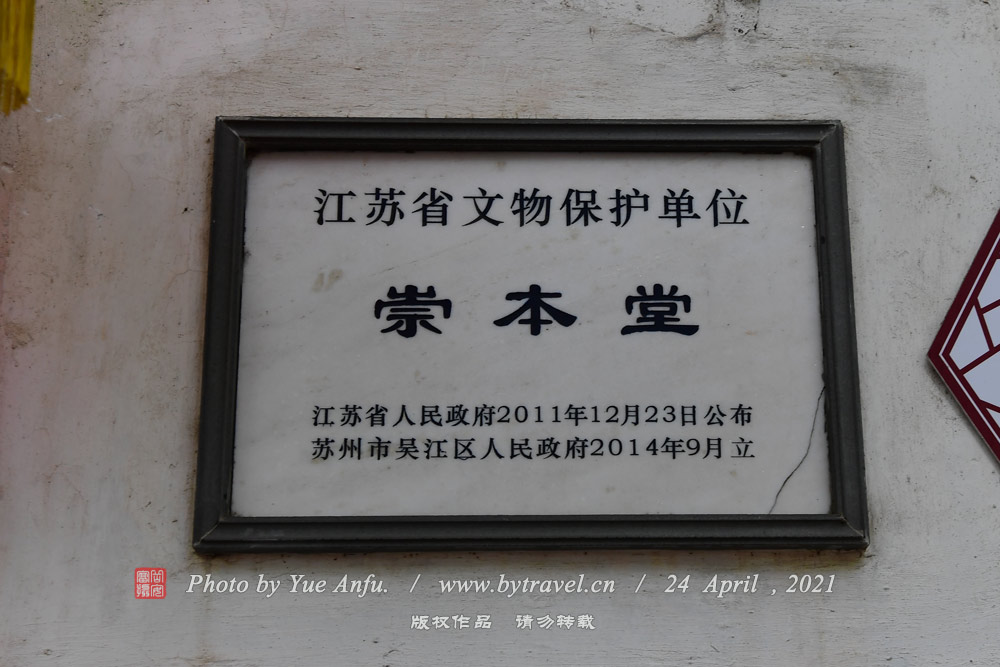 江苏省文物保护单位
崇本堂
江苏省人民政府2011年12月23日公布
苏州市吴江区人民政府2014年9月立
Photo by Yue Anfu. / www.bytravel.cn / 24 April , 2021
版权作品 请勿转载